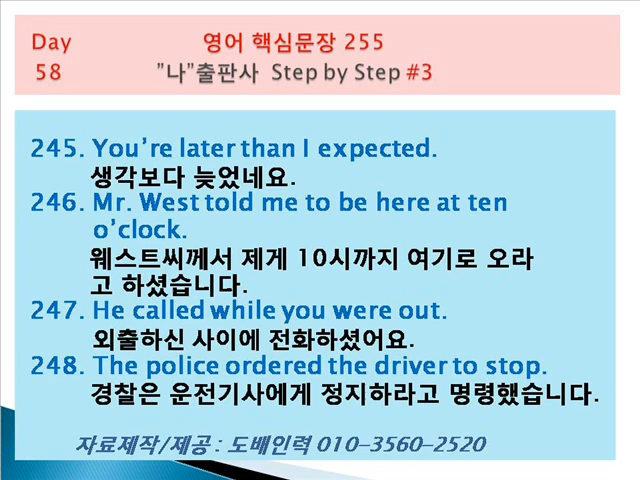 Day 영어 핵심문장 255
58 ”나”출판사 Step by Step #3
245. You’re later than I expected.
생각보다 늦었네요.
246. Mr. West told me to be here at ten
o’clock.
웨스트씨께서 제게 10시까지 여기로 오라
고 하셨습니다.
247. He called while you were out.
외출하신 사이에 전화하셨어요.
248. The police ordered the driver to stop.
경찰은 운전기사에게 정지하라고 명령했습니다.
자료제작/제공 : 도배인력 010-3560-2520